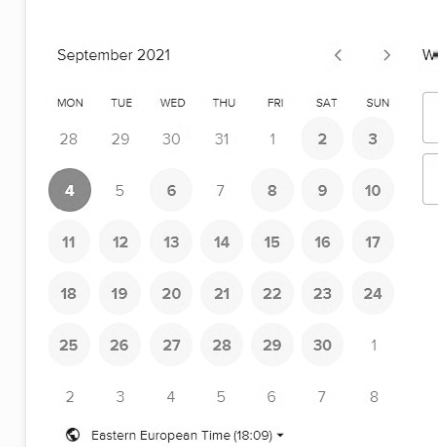 September 2021
MON TUE WED THU FRI SAT SUN
28 29 30 31 1 2 3
4 5 6 7 8 9 10
11 12 13 14 15 16 17
18 19 20 21 22 23 24
25 26 27 28 29 30 1
2 3 4 5 6 7 8
Eastern European Time (18:09)